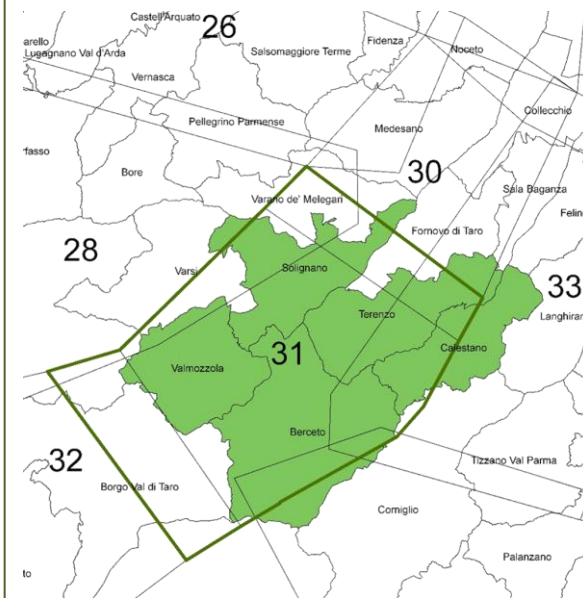 Castell'Arquato
26
arello
Lugagnano Val d'Arda
Fidenza
Salsomaggiore Terme
Noceto
Vernasca
Collecchio
Pellegrino Parmense
Medesano
rfasso
Bore
30
Varano de' Melegari
Sala Baganza
Felin
Fornovo di Taro
28
Varsi
Solignano
33
Terenzo
Langhirar
Calestano
31
Valmozzola
Berceto
32
Tizzano Val Parma
Borgo Val di Taro
Corniglio
Palanzano
to